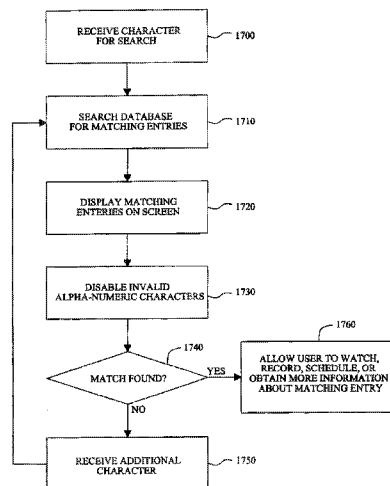 RECEIVE CHARACTER
FOR SEARCH
1700
SEARCH DATABASE
FOR MATCHING ENTRIES
1710
DISPLAY MATCHING
ENTERIES ON SCREEN
1720
DISABLE INVALID
ALPHA-NUMERIC CHARACTERS
1730
1740
MATCH FOUND?
YES
NO
1760
ALLOW USER TO WATCH,
RECORD, SCHEDULE, OR
OBTAIN MORE INFORMATION
ABOUT MATCHING ENTRY
RECEIVE ADDITIONAL
CHARACTER
1750